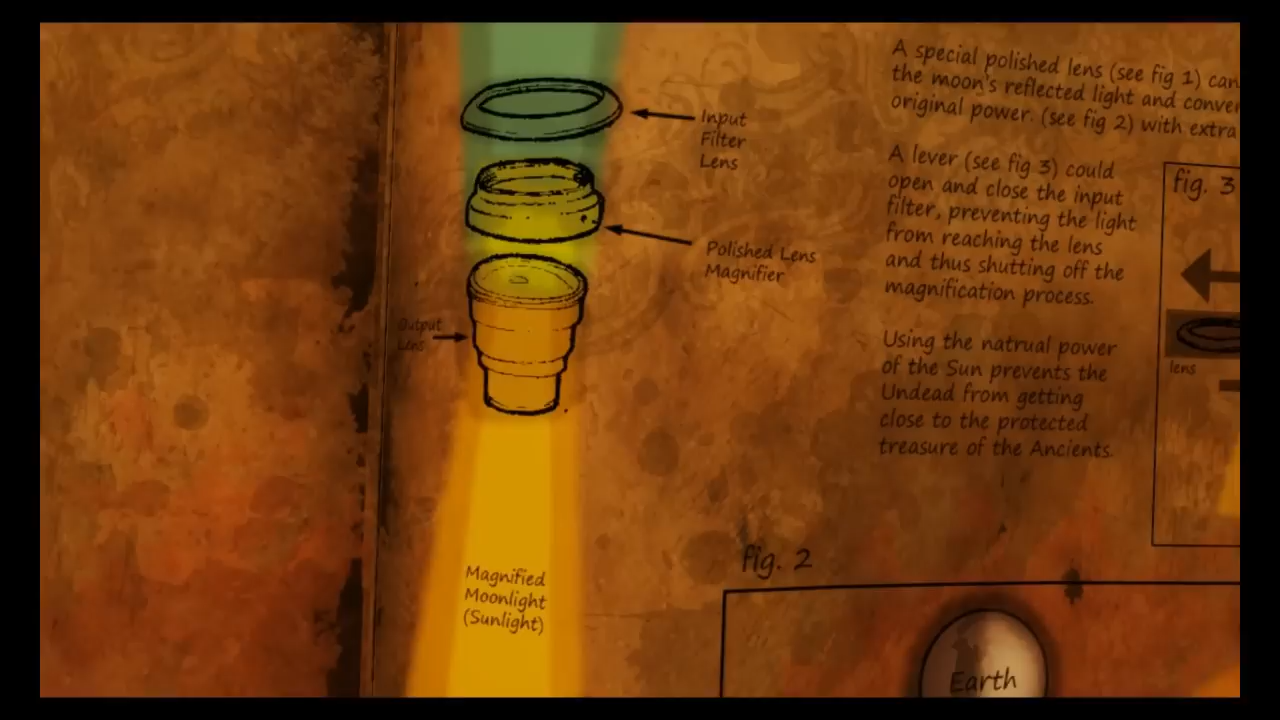 A special polished lens (see fig 1) can
the moon's reflected light and conver
original power. (see fig 2) with extra
Input
Filter
Lens
A lever (see fig 3) could
open and close the input
filter, preventing the light
from reaching the lens
and thus shutting off the
magnification process.
fig. 3
Polished Lens
Magnifier
Output
Lens
lens
Using the natrual power
of the Sun prevents the
Undead from getting
close to the protected
treasure of the Ancients.
fig. 2
Magnified
Moonlight
(Sunlight)
Earth